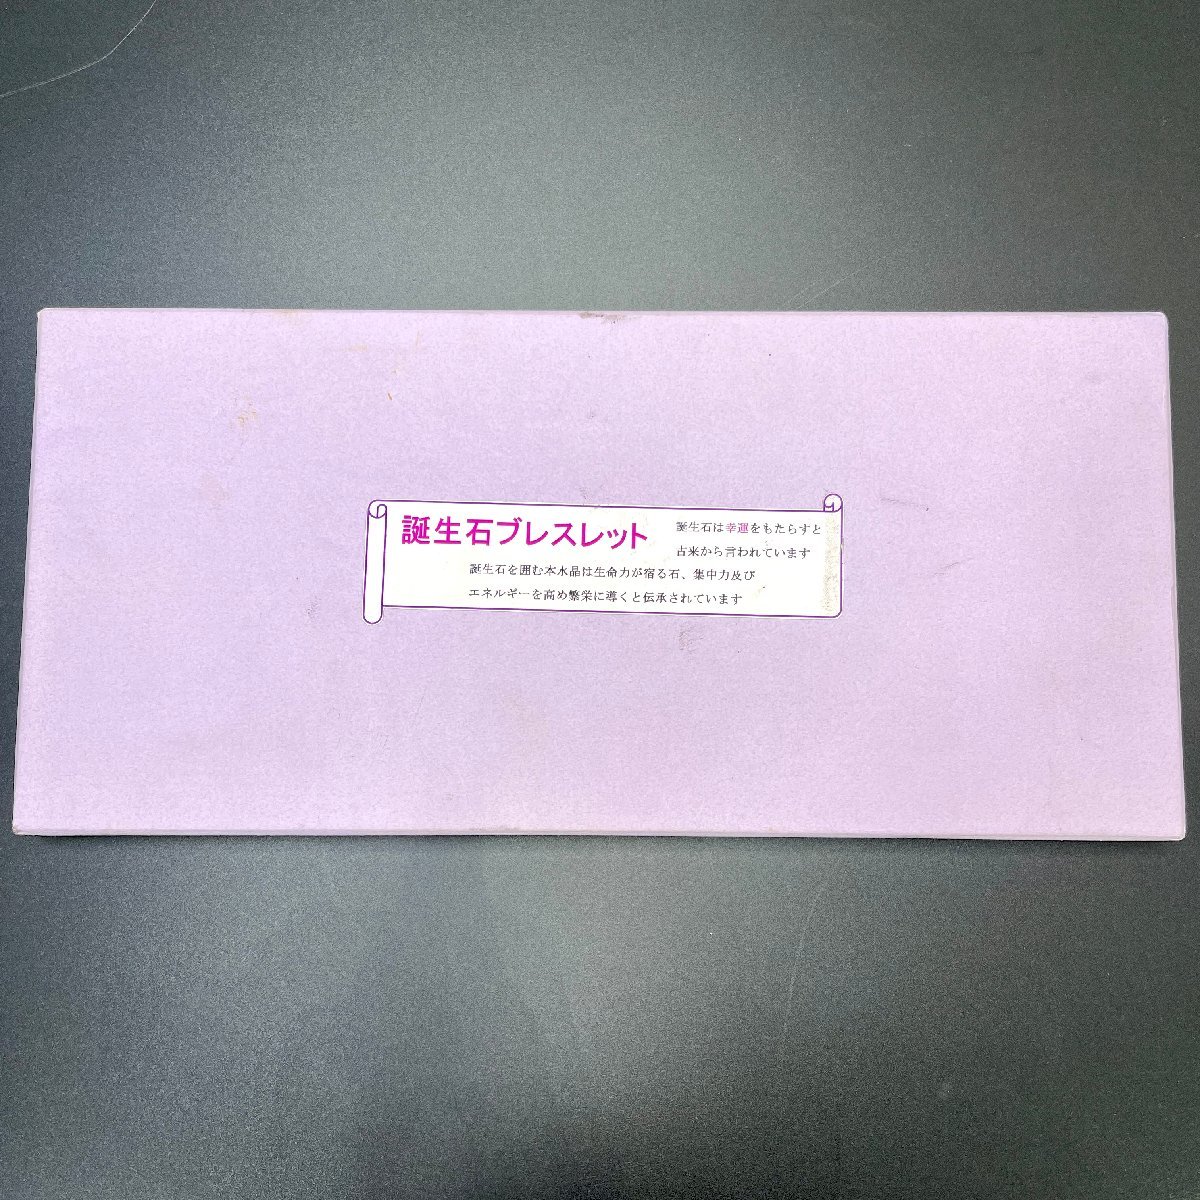 誕生石ブレスレット
誕生石は幸運をもたらすと
古来から言われています
誕生石を囲む本水晶は生命力が宿る石、集中力及び
エネルギーを高め繁栄に導くと伝承されています